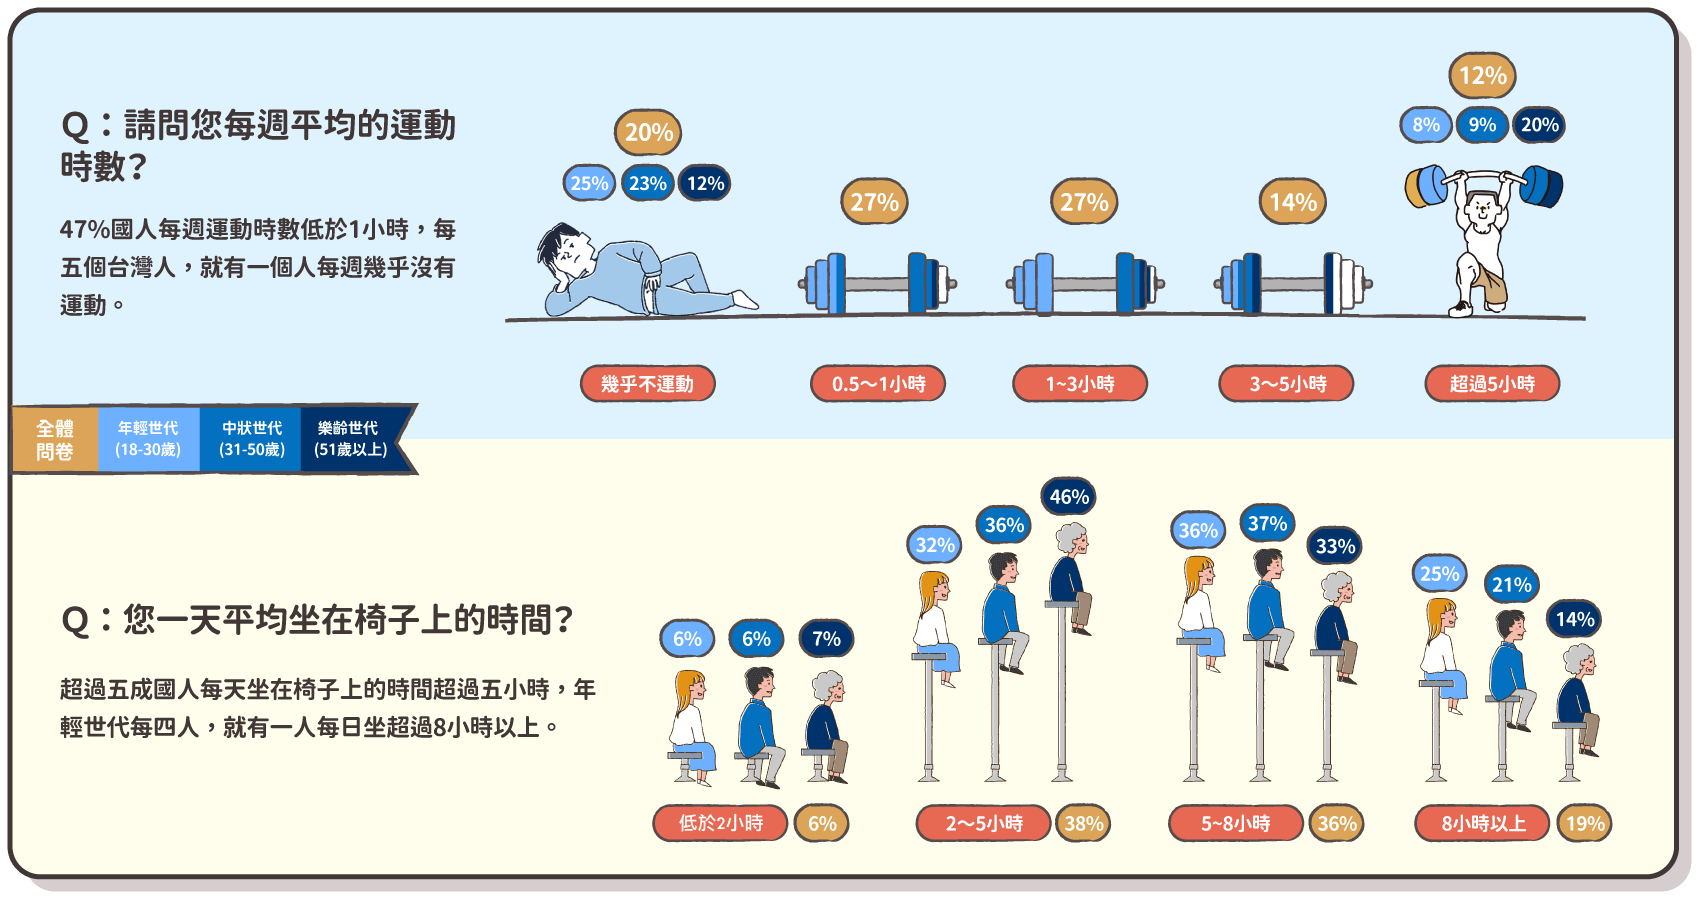 Q：請問您每週平均的運動
時數？
47%國人每週運動時數低於1小時，每
五個台灣人，就有一個人每週幾乎沒有
運動。
20%
25% 23% 12%
27%
27%
14%
12%
8% 9% 20%
幾乎不運動
0.5～1小時
1~3小時
3～5小時
超過5小時
全體
問卷
年輕世代
(18-30歲)
中狀世代
(31-50歲)
樂齡世代
(51歲以上)
Q：您一天平均坐在椅子上的時間？
超過五成國人每天坐在椅子上的時間超過五小時，年
輕世代每四人，就有一人每日坐超過8小時以上。
6% 6% 7%
32% 36% 46%
36% 37% 33%
25% 21% 14%
低於2小時 6%
2～5小時 38%
5~8小時 36%
8小時以上 19%